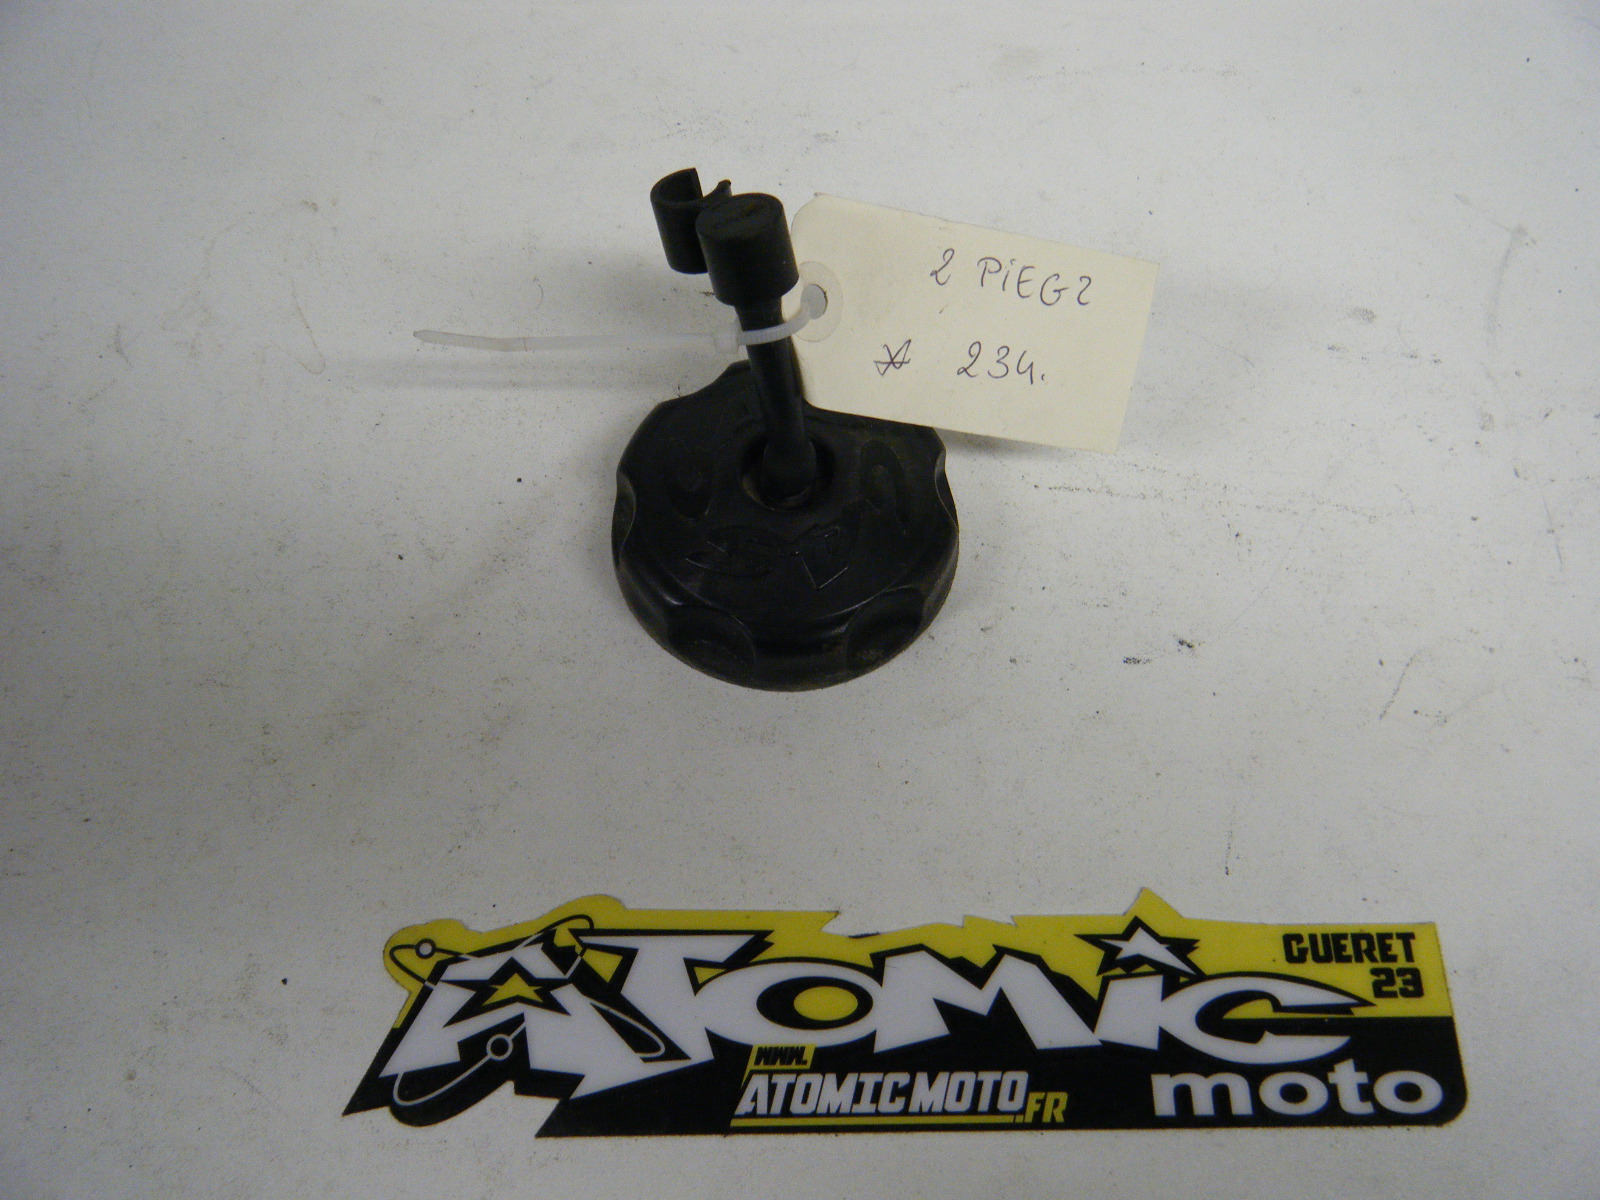 2 PiEG2
234.
ATOMiC
moto
GUERET
23
WWW.
ATOMICMOTO.FR